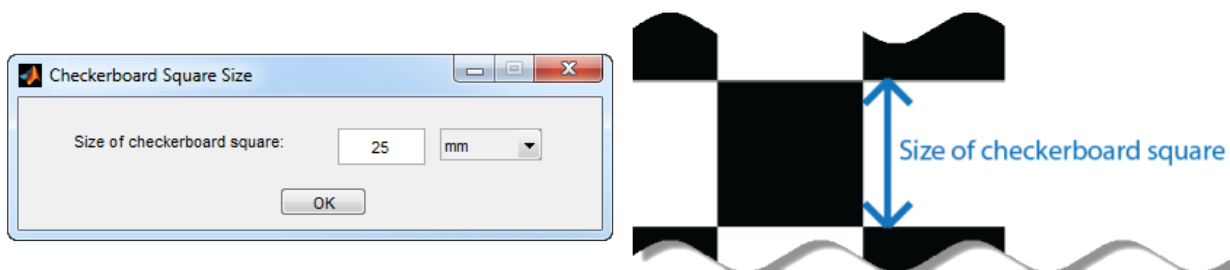 Checkerboard Square Size
Size of checkerboard square: 25 mm
OK
Size of checkerboard square